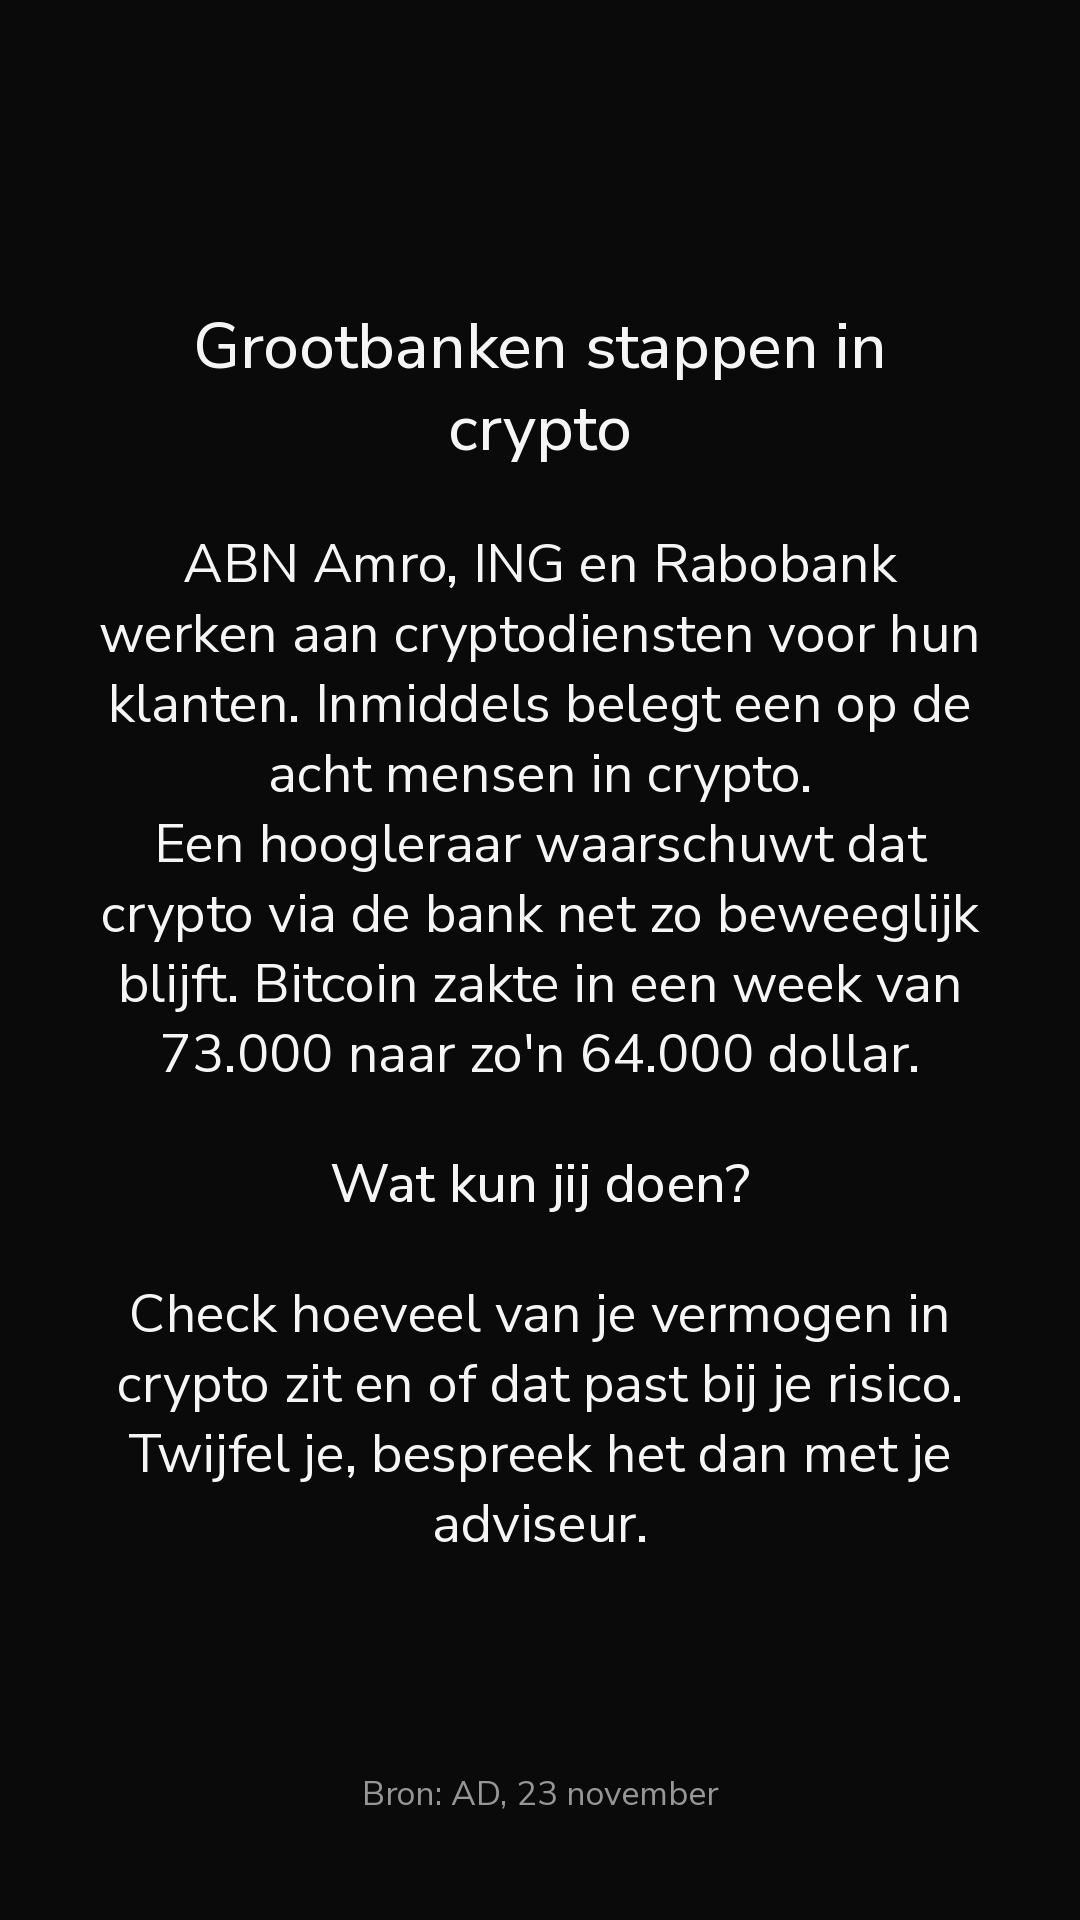 Grootbanken stappen in
crypto
ABN Amro, ING en Rabobank
werken aan cryptodiensten voor hun
klanten. Inmiddels belegt een op de
acht mensen in crypto.
Een hoogleraar waarschuwt dat
crypto via de bank net zo beweeglijk
blijft. Bitcoin zakte in een week van
73.000 naar zo'n 64.000 dollar.
Wat kun jij doen?
Check hoeveel van je vermogen in
crypto zit en of dat past bij je risico.
Twijfel je, bespreek het dan met je
adviseur.
Bron: AD, 23 november